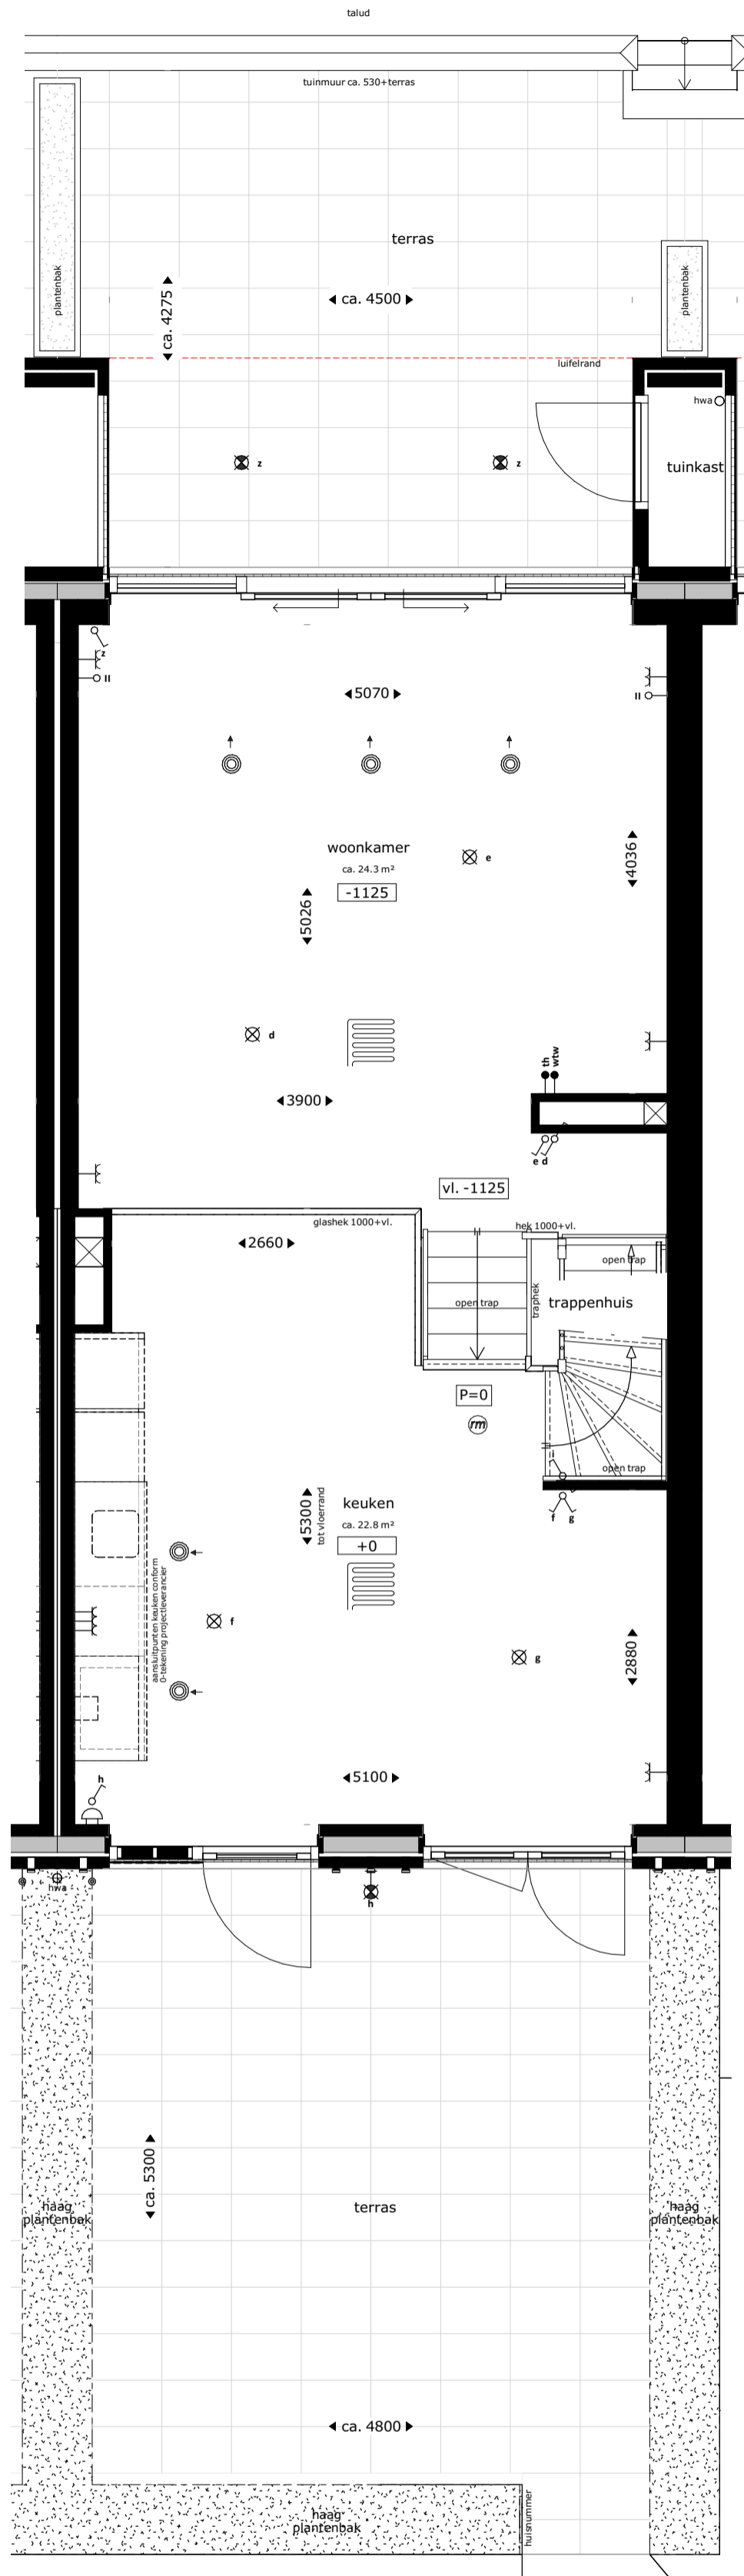 talud
tuinmuur ca. 530+terras
terras
plantenbak
plantenbak
ca. 4275
ca. 4500
luifelrand
hwa
tuinkast
z
z
z
II
II
5070
woonkamer
ca. 24.3 m²
-1125
e
4036
5026
d
th
wtw
3900
e d
vl. -1125
glashek 1000+vl.
hek 1000+vl.
2660
open trap
open trap
traphek
trappenhuis
P=0
rm
open trap
keuken
ca. 22.8 m²
+0
5300
tot vloerrand
f g
aansluitpunten keuken conform
0-tekening projectleverancier
f
g
2880
5100
h
hwa
h
ca. 5300
terras
haag
plantenbak
haag
plantenbak
ca. 4800
haag
plantenbak
huisnummer